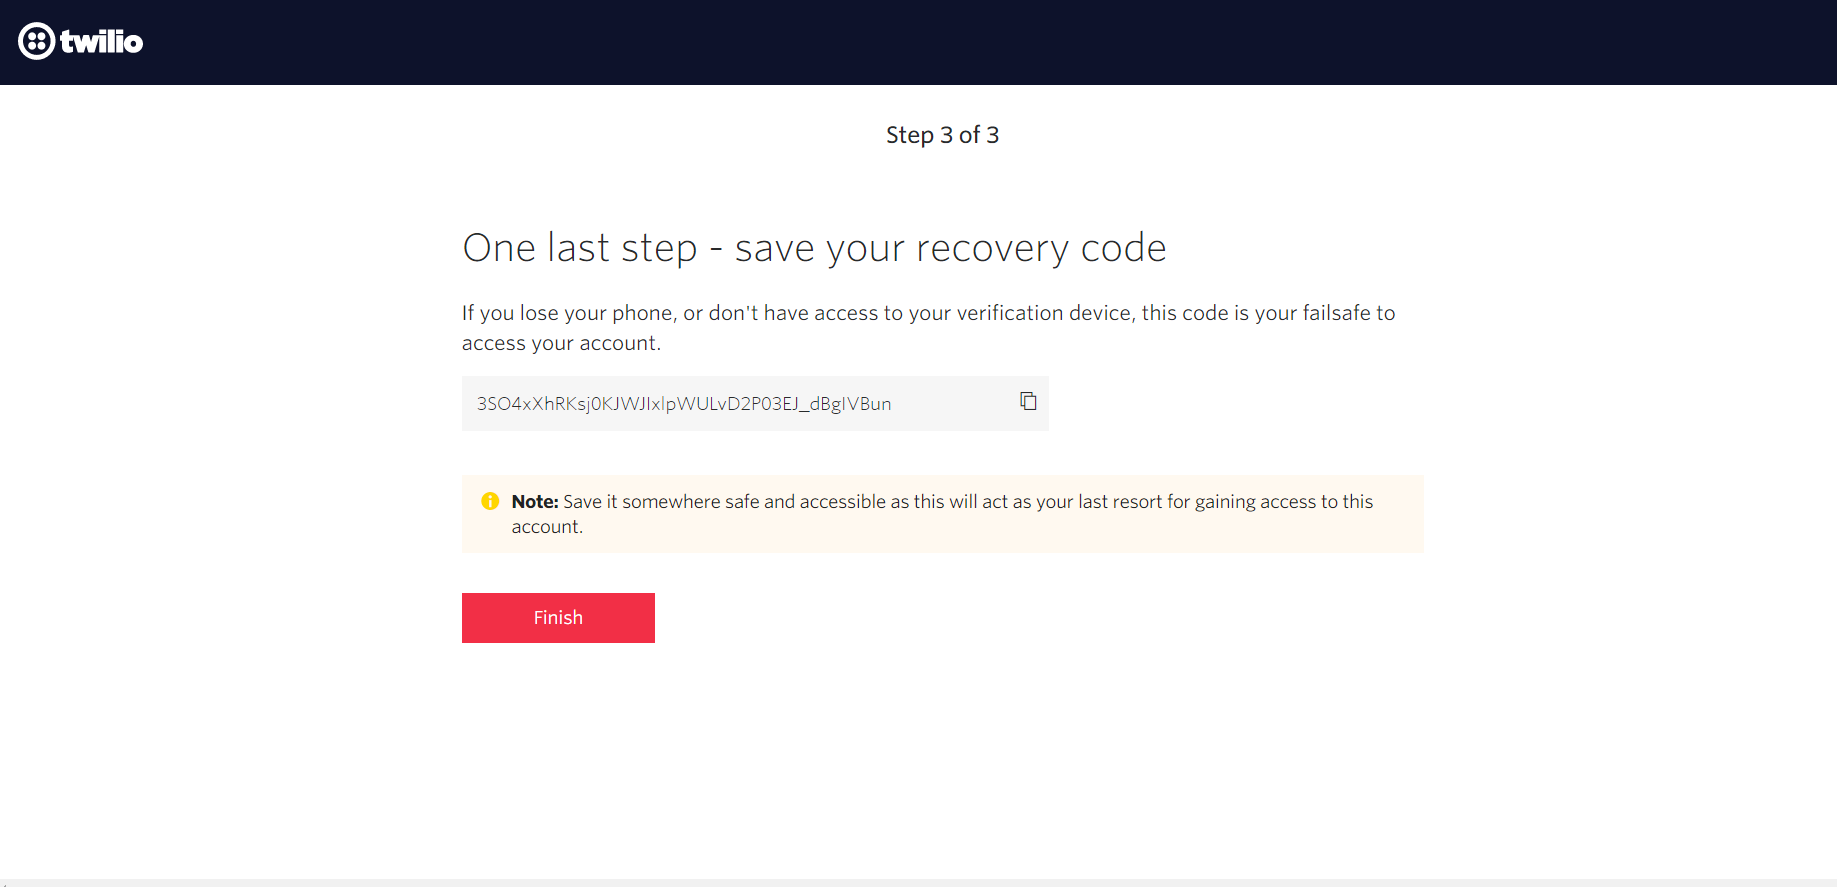 twilio
Step 3 of 3
One last step - save your recovery code
If you lose your phone, or don't have access to your verification device, this code is your failsafe to
access your account.
3SO4xXhRKsj0KJWJIxlpWULvD2P03EJ_dBgIVBun
Note: Save it somewhere safe and accessible as this will act as your last resort for gaining access to this
account.
Finish